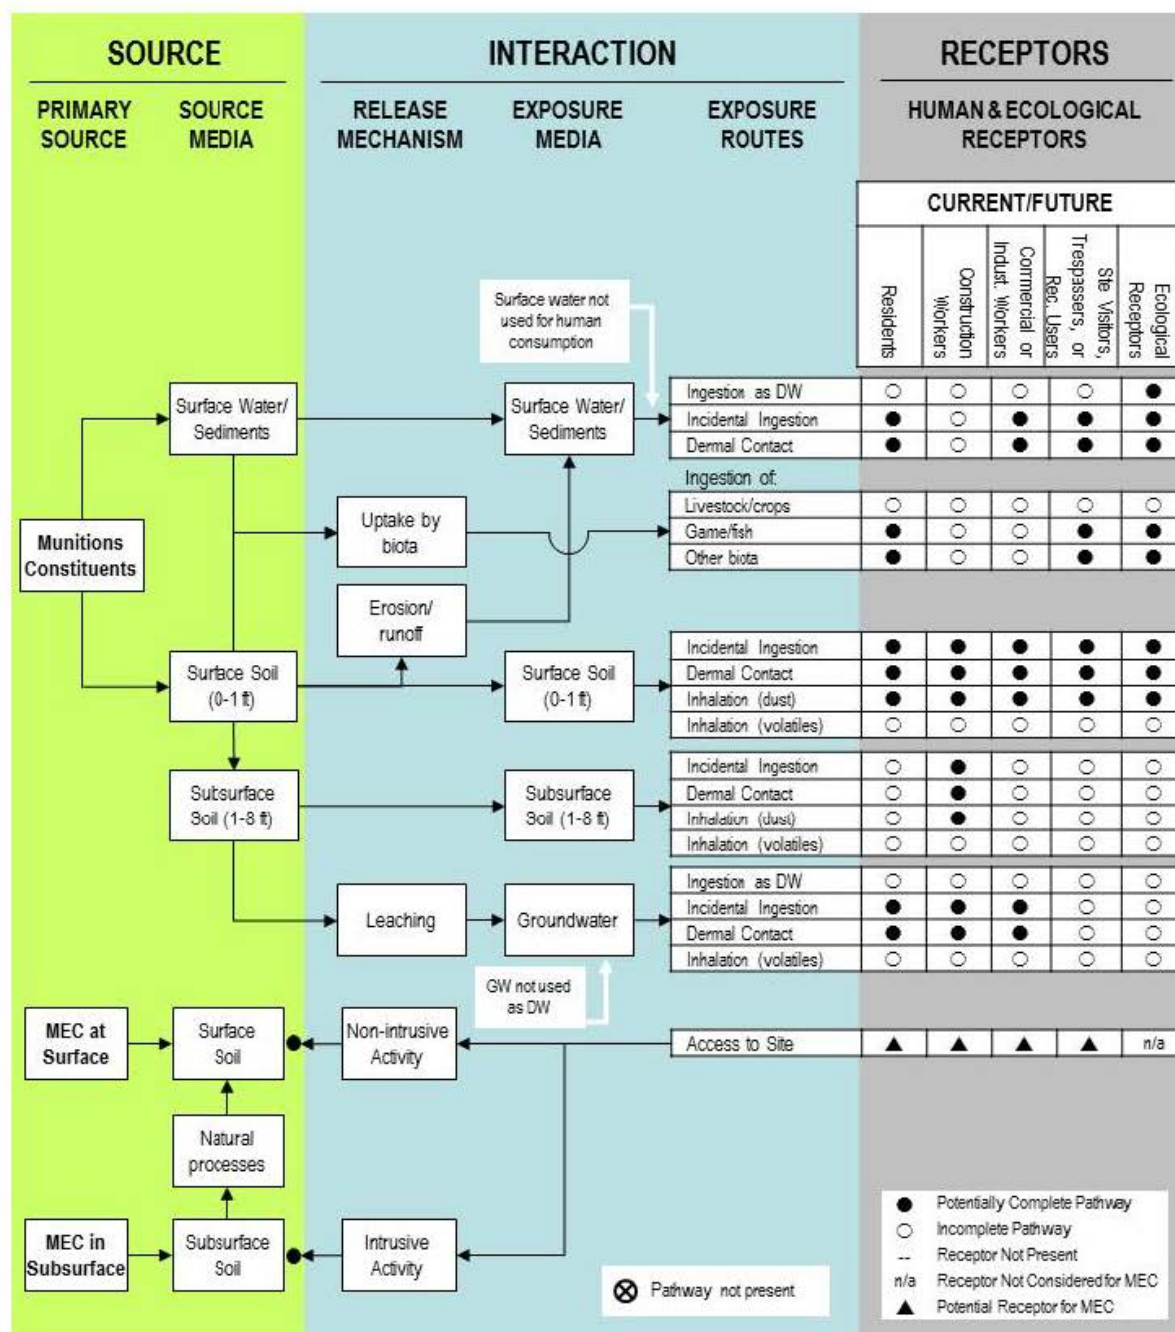 SOURCE
INTERACTION
RECEPTORS
PRIMARY
SOURCE
SOURCE
MEDIA
RELEASE
MECHANISM
EXPOSURE
MEDIA
EXPOSURE
ROUTES
HUMAN & ECOLOGICAL
RECEPTORS
CURRENT/FUTURE
Residents
Construction
Workers
Commercial or
Indust. Workers
Site Visitors,
Trespassers, or
Rec. Users
Ecological
Receptors
Surface water not
used for human
consumption
Surface Water/
Sediments
Surface Water/
Sediments
Ingestion as DW
Incidental Ingestion
Dermal Contact
Ingestion of:
Livestock/crops
Game/fish
Other biota
Munitions
Constituents
Uptake by
biota
Erosion/
runoff
Surface Soil
(0-1 ft)
Surface Soil
(0-1 ft)
Incidental Ingestion
Dermal Contact
Inhalation (dust)
Inhalation (volatiles)
Subsurface
Soil (1-8 ft)
Subsurface
Soil (1-8 ft)
Incidental Ingestion
Dermal Contact
Inhalation (dust)
Inhalation (volatiles)
Leaching
Groundwater
Ingestion as DW
Incidental Ingestion
Dermal Contact
Inhalation (volatiles)
GW not used
as DW
MEC at
Surface
Surface
Soil
Non-intrusive
Activity
Access to Site
n/a
Natural
processes
MEC in
Subsurface
Subsurface
Soil
Intrusive
Activity
Pathway not present
Potentially Complete Pathway
Incomplete Pathway
-- Receptor Not Present
n/a Receptor Not Considered for MEC
Potential Receptor for MEC